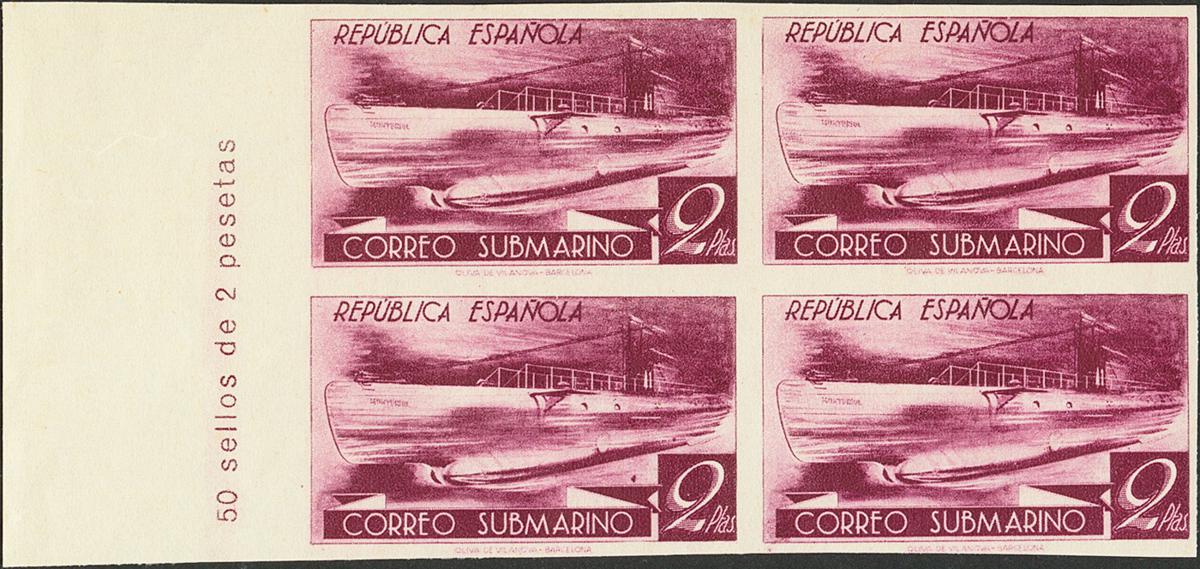 50 sellos de 2 pesetas
REPÚBLICA ESPAÑOLA
CORREO SUBMARINO
2 Ptas.
OLIVA DE VILANOVA - BARCELONA
REPÚBLICA ESPAÑOLA
CORREO SUBMARINO
2 Ptas.
OLIVA DE VILANOVA - BARCELONA
REPÚBLICA ESPAÑOLA
CORREO SUBMARINO
2 Ptas.
OLIVA DE VILANOVA - BARCELONA
REPÚBLICA ESPAÑOLA
CORREO SUBMARINO
2 Ptas.
OLIVA DE VILANOVA - BARCELONA